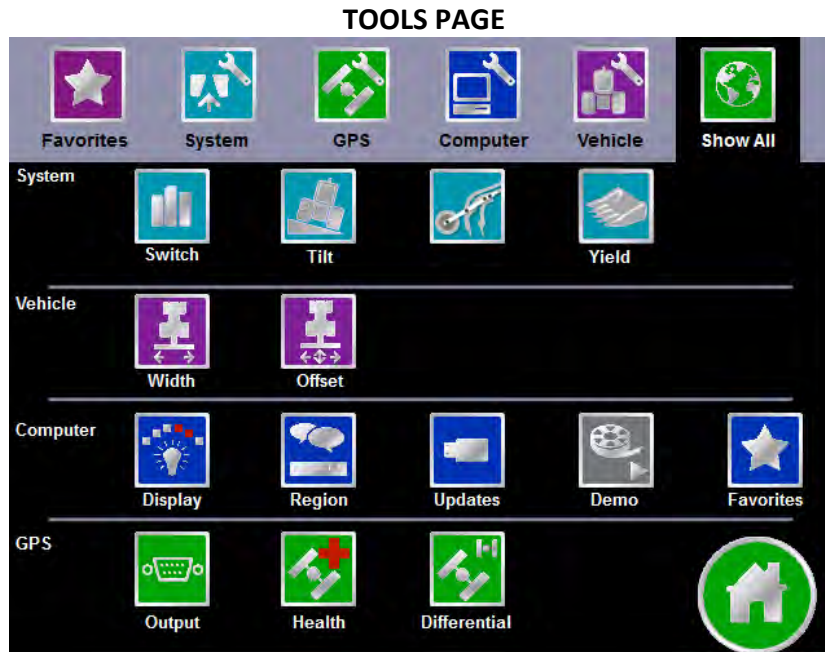 TOOLS PAGE
Favorites System GPS Computer Vehicle Show All
System
Switch Tilt Yield
Vehicle
Width Offset
Computer
Display Region Updates Demo Favorites
GPS
Output Health Differential